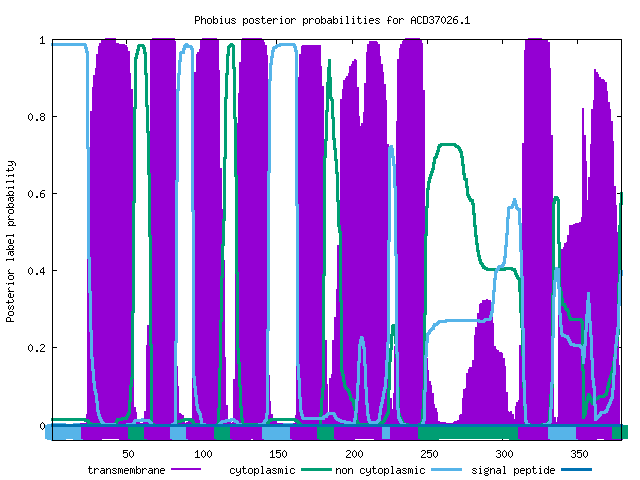 Phobius posterior probabilities for ACD37026.1
Posterior label probability
1
0.8
0.6
0.4
0.2
0
50 100 150 200 250 300 350
transmembrane cytoplasmic non cytoplasmic signal peptide